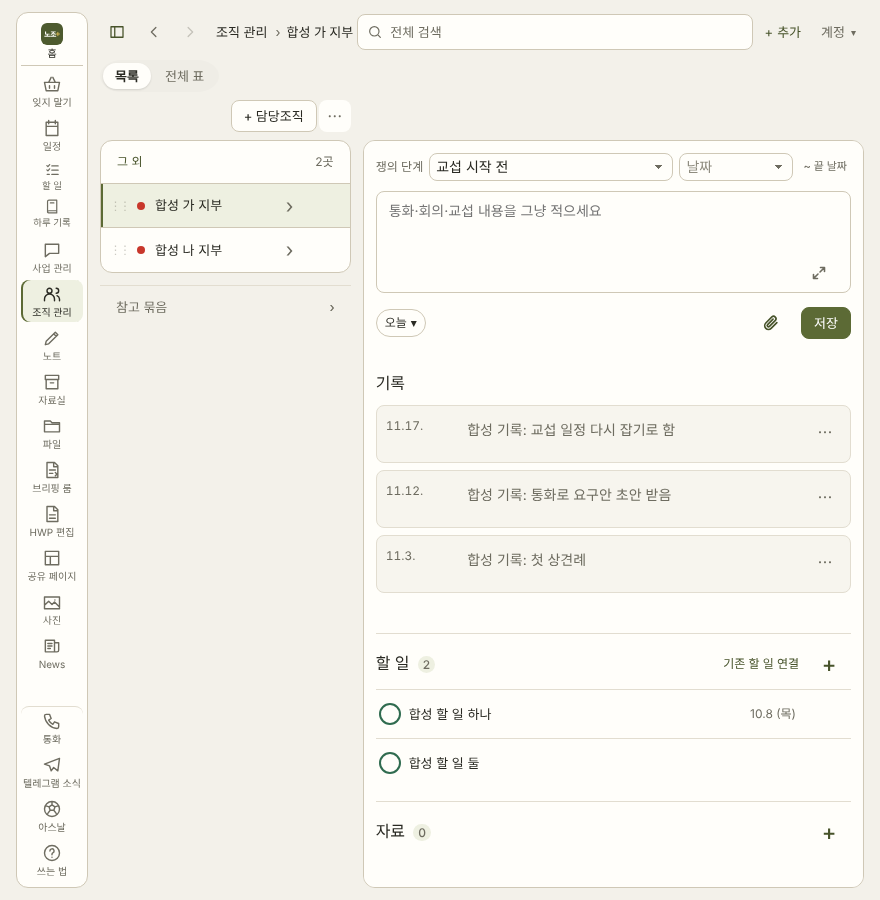 노조+
홈
잊지 말기
일정
할 일
하루 기록
사업 관리
조직 관리
노트
자료실
파일
브리핑 룸
HWP 편집
공유 페이지
사진
News
통화
텔레그램 소식
아스날
쓰는 법
조직 관리 › 합성 가 지부
전체 검색
+ 추가
계정 ▾
목록
전체 표
+ 담당조직
···
그 외
2곳
합성 가 지부
합성 나 지부
참고 묶음
쟁의 단계
교섭 시작 전
날짜
~ 끝 날짜
통화·회의·교섭 내용을 그냥 적으세요
오늘 ▾
저장
기록
11.17.
합성 기록: 교섭 일정 다시 잡기로 함
···
11.12.
합성 기록: 통화로 요구안 초안 받음
···
11.3.
합성 기록: 첫 상견례
···
할 일 2
기존 할 일 연결
+
합성 할 일 하나
10.8 (목)
합성 할 일 둘
자료 0
+